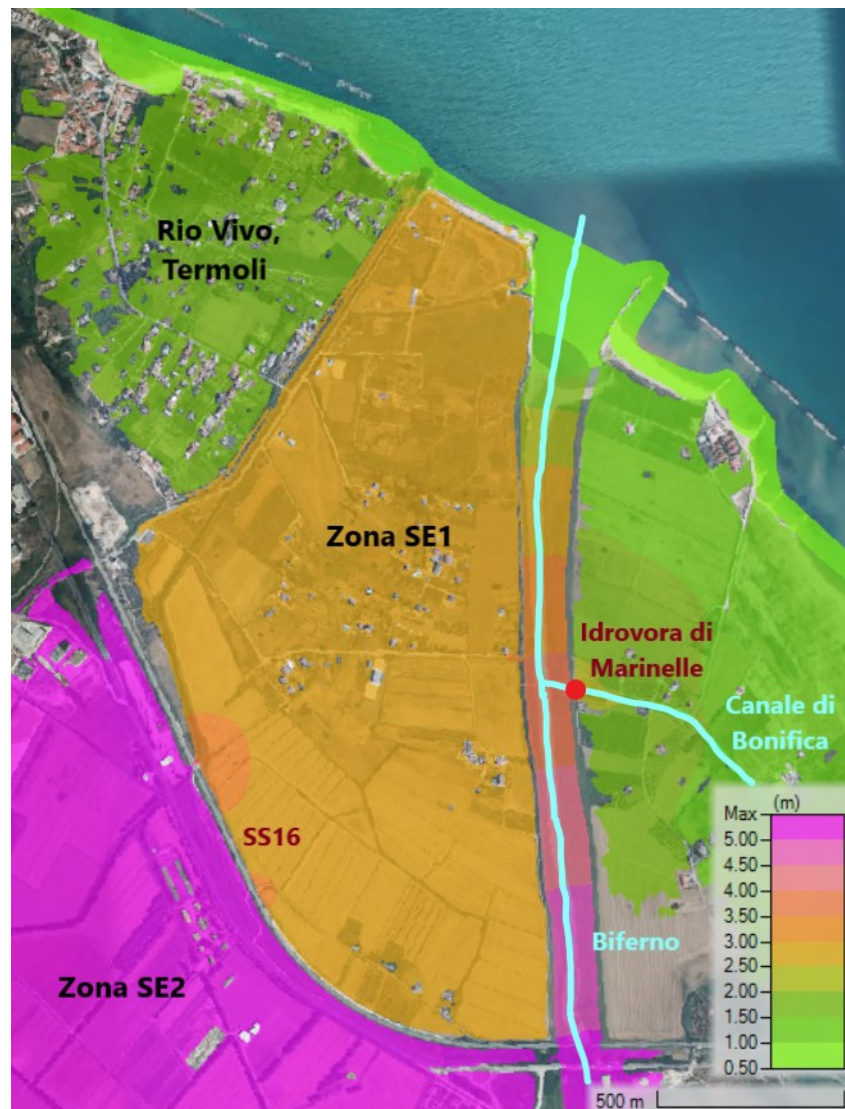 Rio Vivo,
Termoli
Zona SE1
Idrovora di
Marinelle
Canale di
Bonifica
SS16
Biferno
Zona SE2
(m)
Max
5.00
4.50
4.00
3.50
3.00
2.50
2.00
1.50
1.00
0.50
500 m